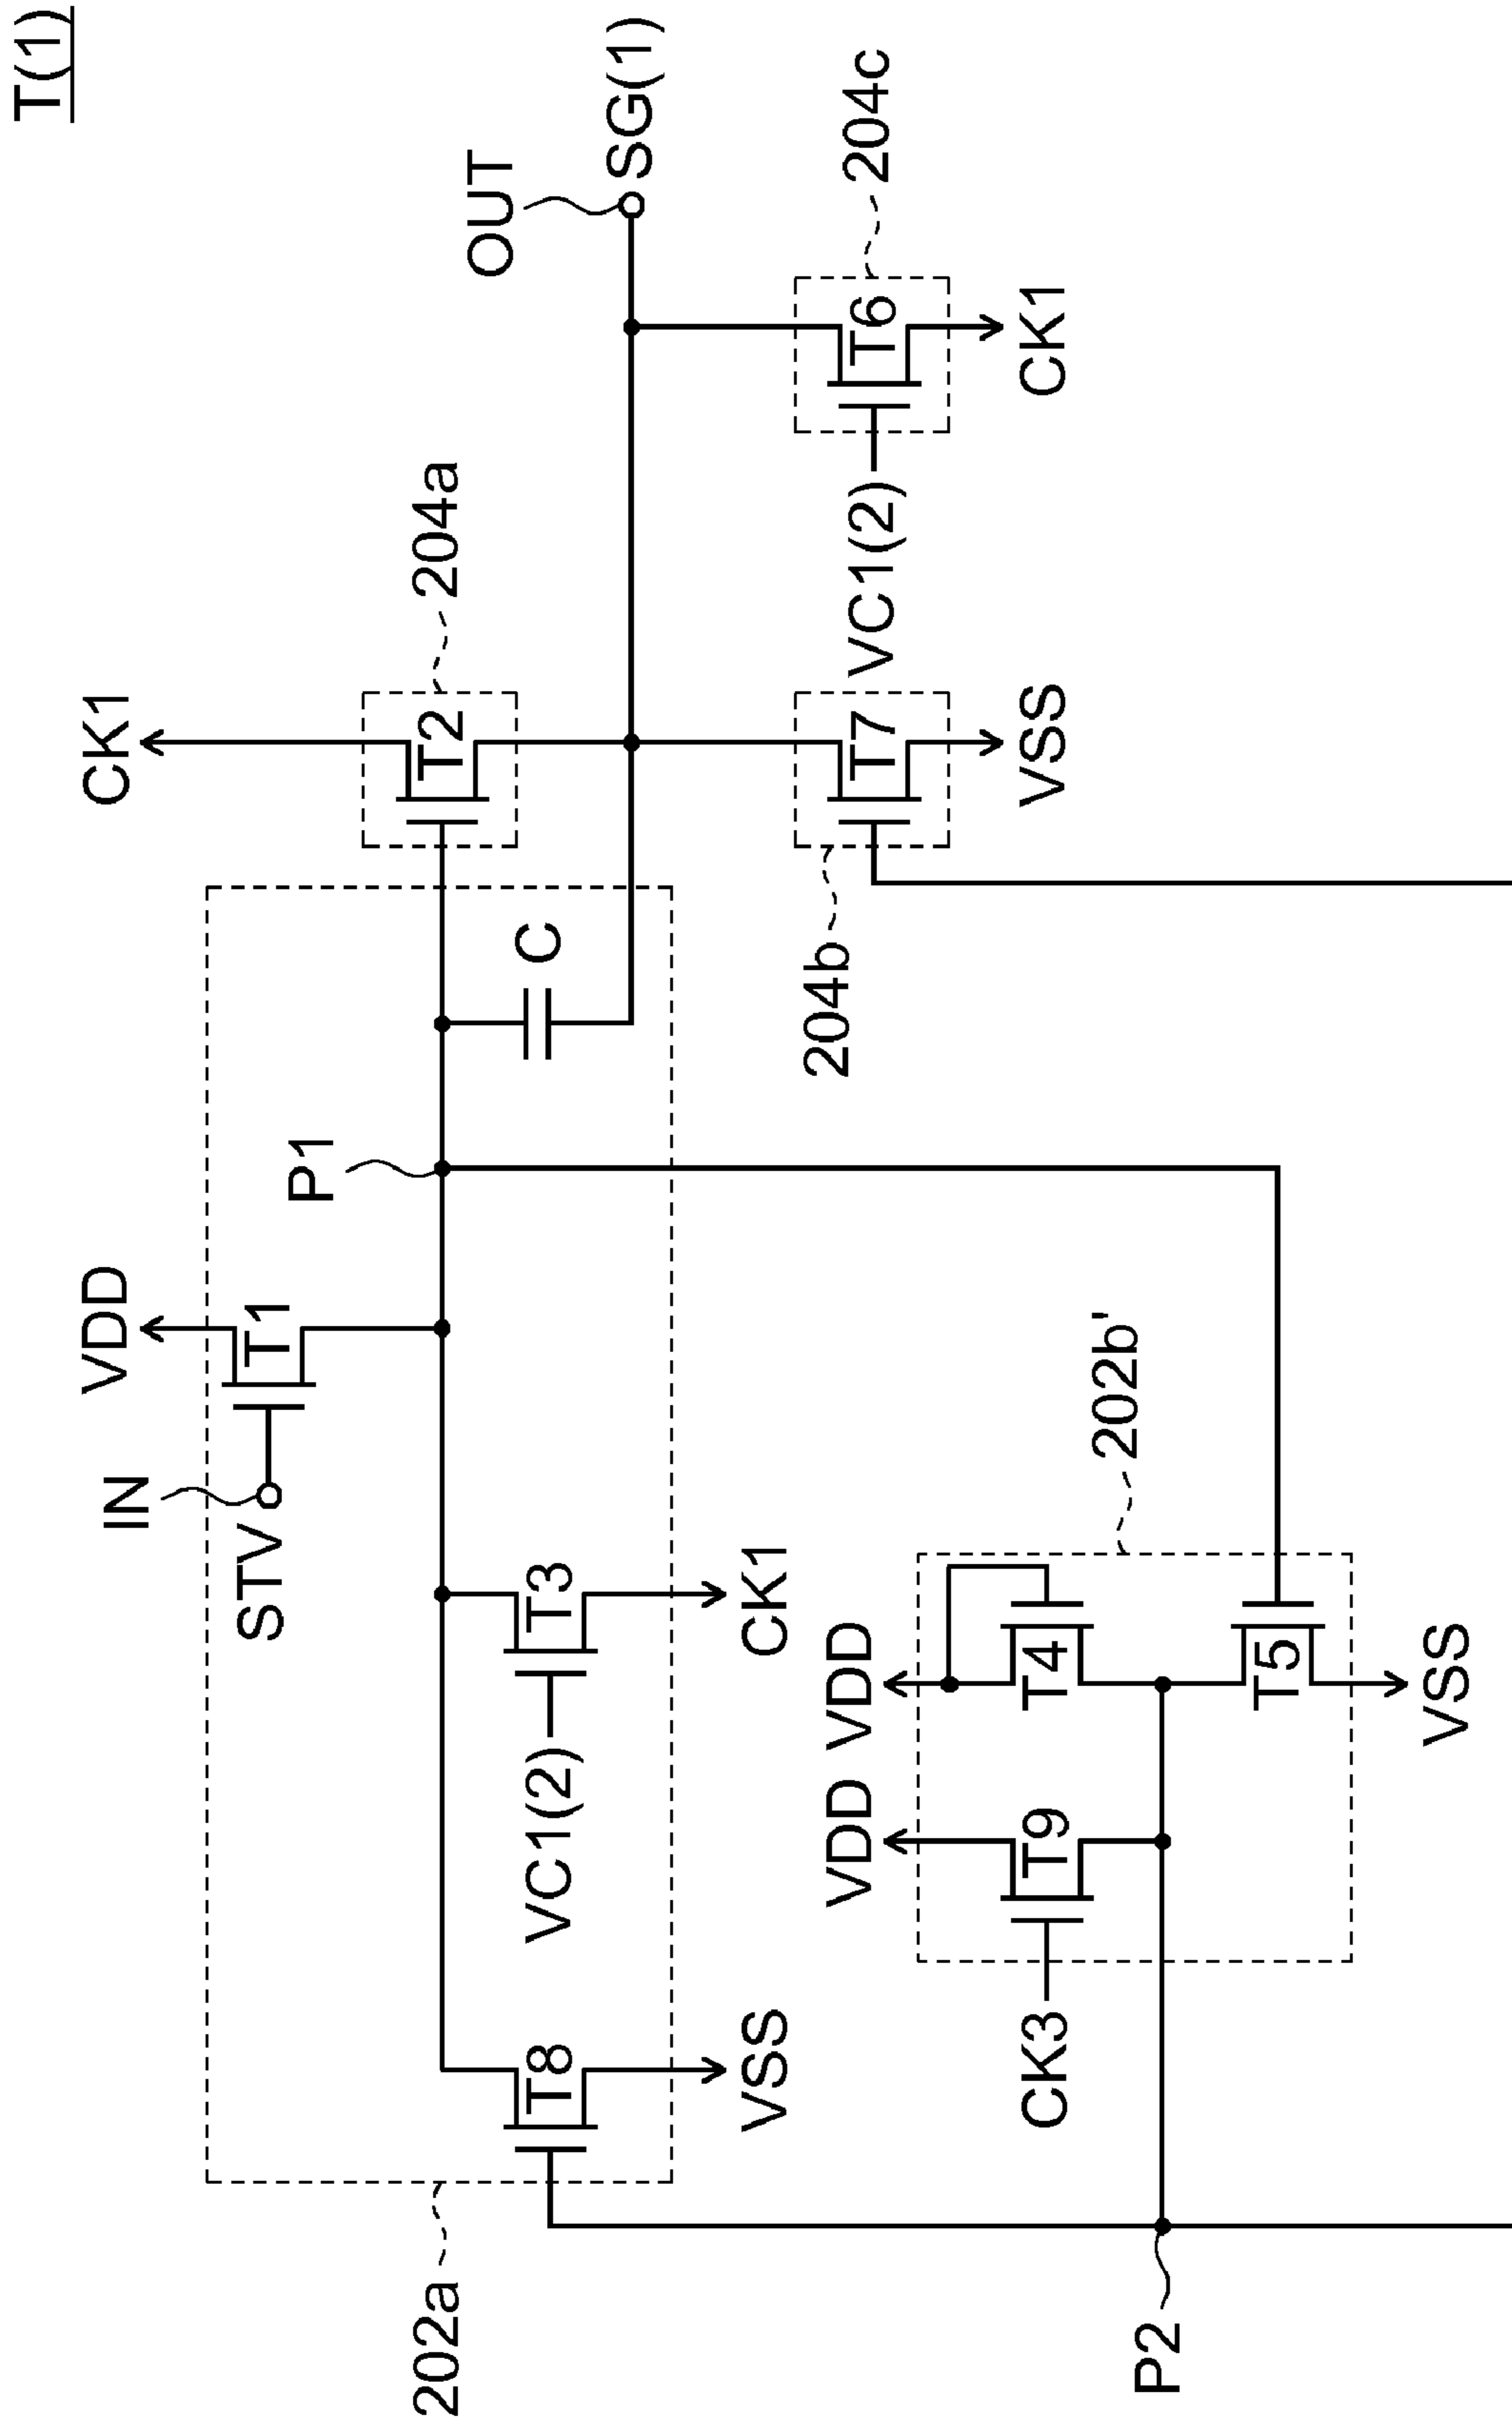 T(1)
CK1
VDD
IN
STV
T1
P1
T2
204a
OUT
SG(1)
C
202a
T8
VSS
VC1(2)
T3
CK1
204b
T7
VSS
VC1(2)
T6
204c
CK1
VDD
VDD
202b'
CK3
T9
T4
T5
P2
VSS